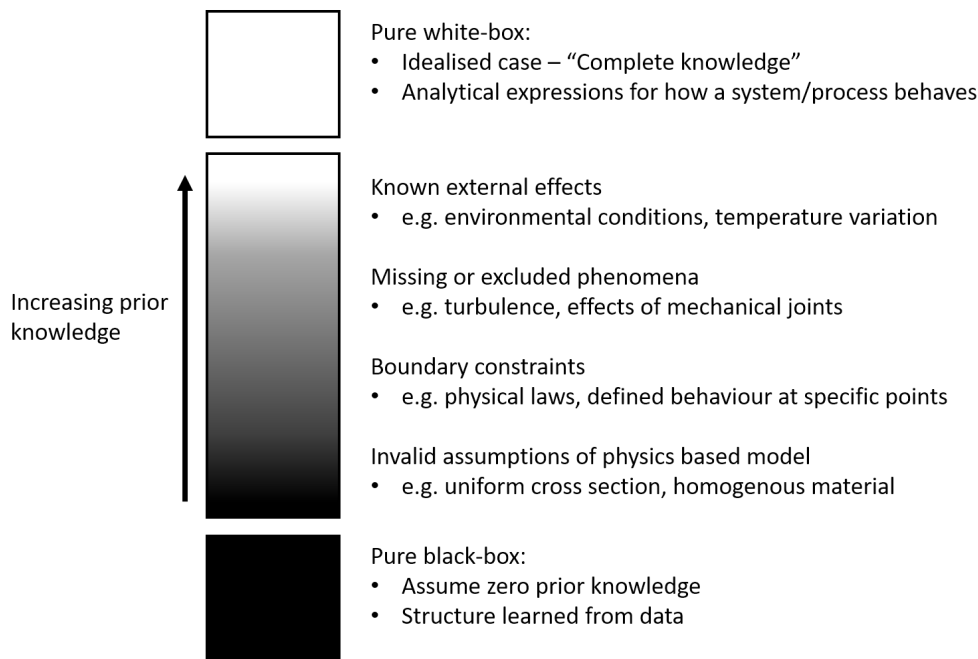 Pure white-box:
• Idealised case – “Complete knowledge”
• Analytical expressions for how a system/process behaves
Known external effects
• e.g. environmental conditions, temperature variation
Missing or excluded phenomena
• e.g. turbulence, effects of mechanical joints
Increasing prior
knowledge
Boundary constraints
• e.g. physical laws, defined behaviour at specific points
Invalid assumptions of physics based model
• e.g. uniform cross section, homogenous material
Pure black-box:
• Assume zero prior knowledge
• Structure learned from data